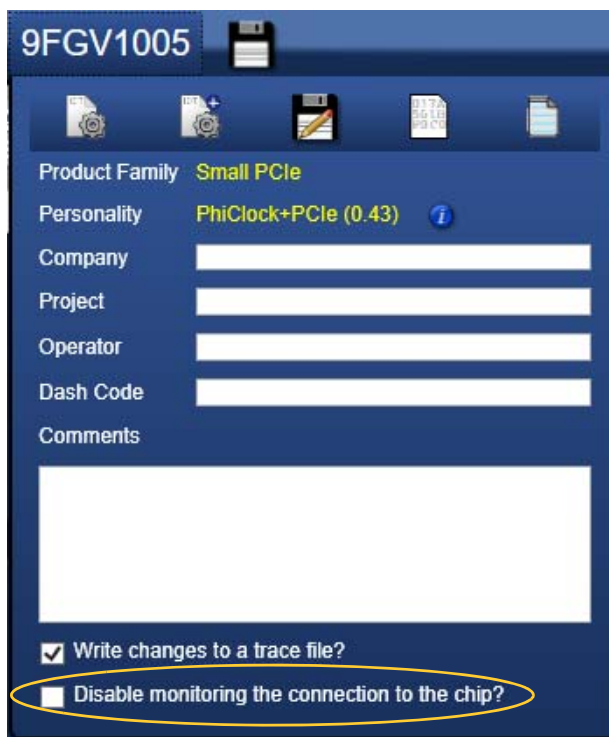 9FGV1005
Product Family Small PCIe
Personality PhiClock+PCIe (0.43)
Company
Project
Operator
Dash Code
Comments
Write changes to a trace file?
Disable monitoring the connection to the chip?